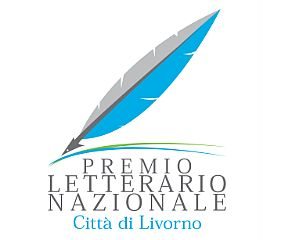 PREMIO
LETTERARIO
NAZIONALE
Città di Livorno